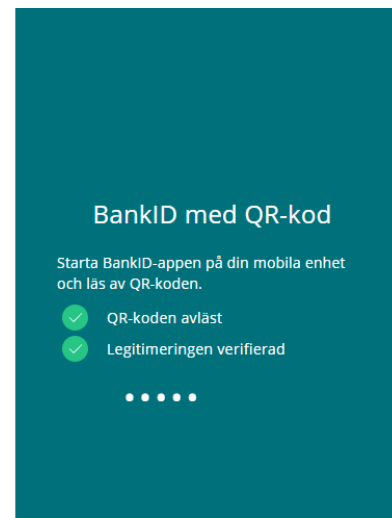 BankID med QR-kod
Starta BankID-appen på din mobila enhet
och läs av QR-koden.
QR-koden avläst
Legitimeringen verifierad